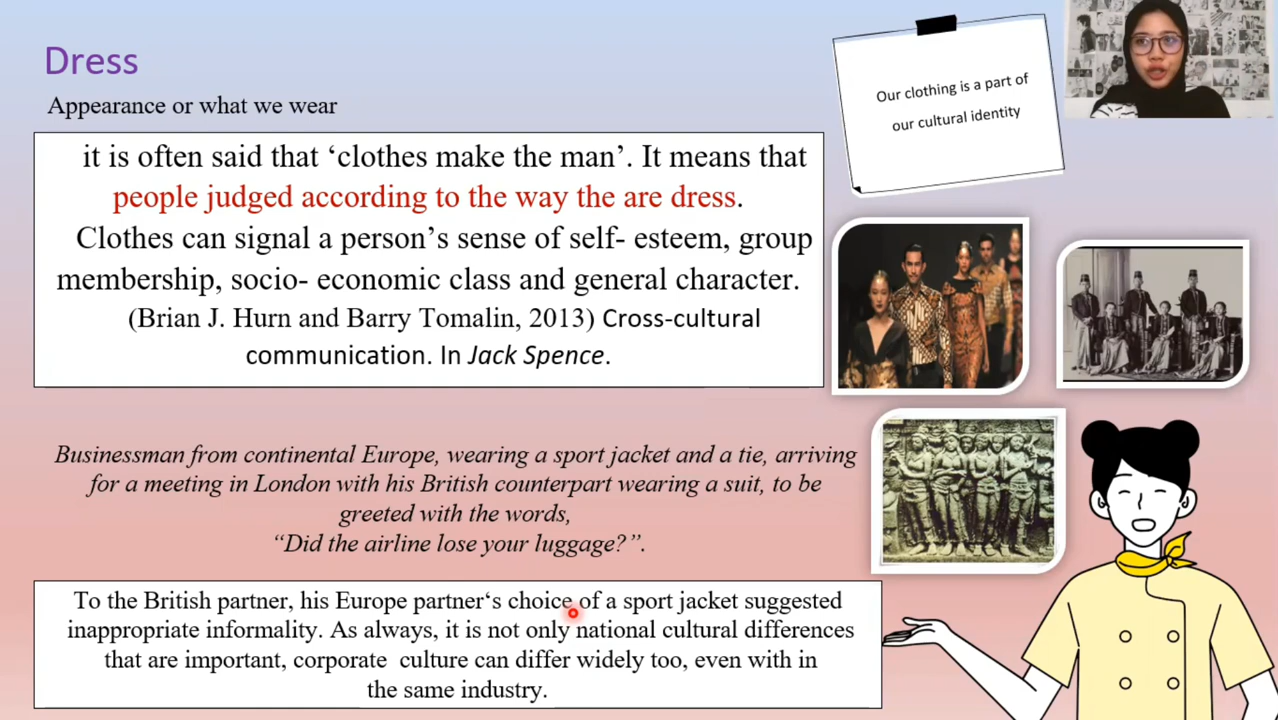 Dress
Appearance or what we wear
it is often said that ‘clothes make the man’. It means that
people judged according to the way the are dress.
Clothes can signal a person’s sense of self- esteem, group
membership, socio- economic class and general character.
(Brian J. Hurn and Barry Tomalin, 2013) Cross-cultural
communication. In Jack Spence.
Our clothing is a part of
our cultural identity
Businessman from continental Europe, wearing a sport jacket and a tie, arriving
for a meeting in London with his British counterpart wearing a suit, to be
greeted with the words,
“Did the airline lose your luggage?”.
To the British partner, his Europe partner‘s choice of a sport jacket suggested
inappropriate informality. As always, it is not only national cultural differences
that are important, corporate culture can differ widely too, even with in
the same industry.